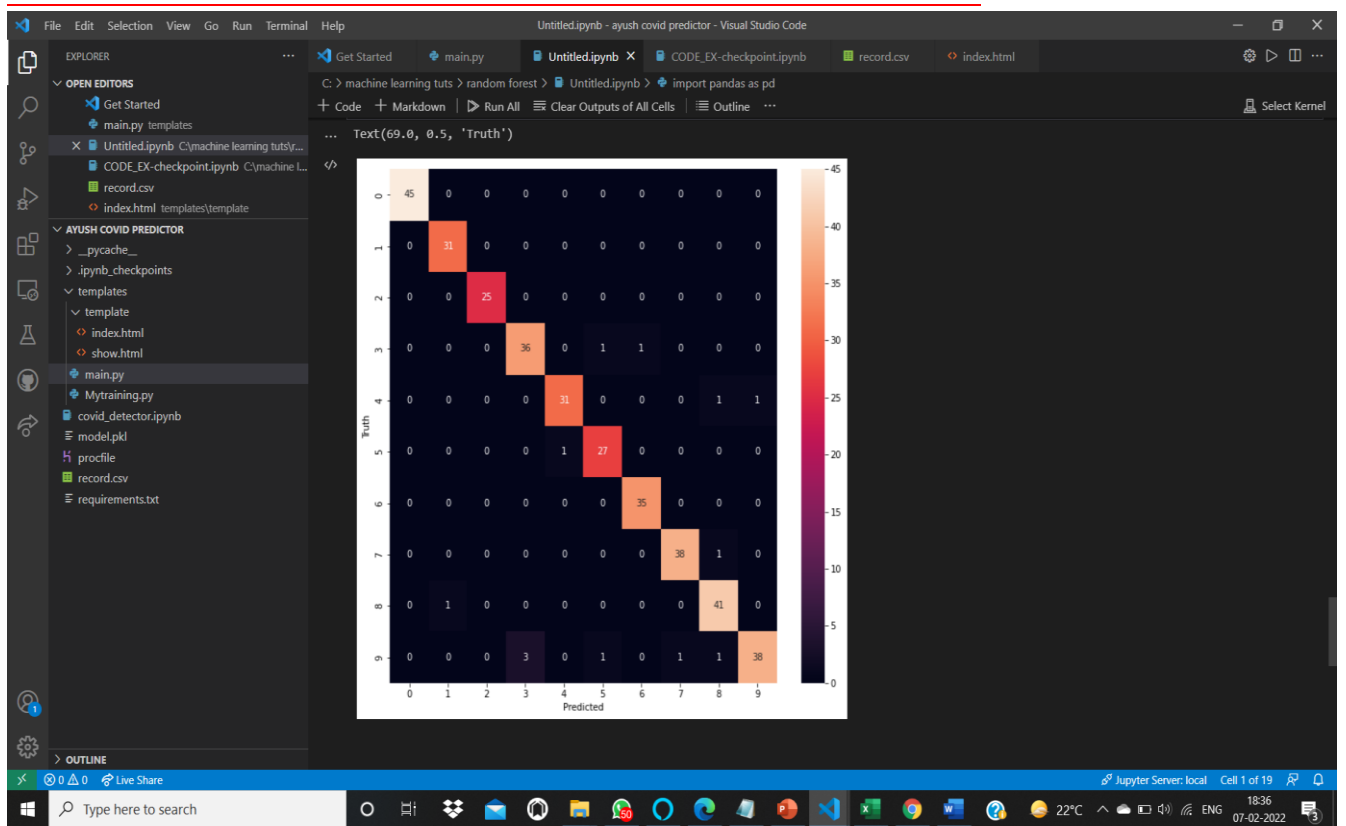 File Edit Selection View Go Run Terminal Help Untitled.ipynb - ayush covid predictor - Visual Studio Code
EXPLORER
OPEN EDITORS
Get Started
main.py templates
Untitled.ipynb C:\machine learning tuts\r...
CODE_EX-checkpoint.ipynb C:\machine l...
record.csv
index.html templates\template
AYUSH COVID PREDICTOR
__pycache__
.ipynb_checkpoints
templates
template
index.html
show.html
main.py
Mytraining.py
covid_detector.ipynb
model.pkl
procfile
record.csv
requirements.txt
OUTLINE
Get Started main.py Untitled.ipynb CODE_EX-checkpoint.ipynb record.csv index.html
C: > machine learning tuts > random forest > Untitled.ipynb > import pandas as pd
+ Code + Markdown Run All Clear Outputs of All Cells Outline ... Select Kernel
... Text(69.0, 0.5, 'Truth')
0 45 0 0 0 0 0 0 0 0 0
1 0 31 0 0 0 0 0 0 0 0
2 0 0 25 0 0 0 0 0 0 0
3 0 0 0 36 0 1 1 0 0 0
4 0 0 0 0 31 0 0 0 1 1
5 0 0 0 0 1 27 0 0 0 0
6 0 0 0 0 0 0 35 0 0 0
7 0 0 0 0 0 0 0 38 1 0
8 0 1 0 0 0 0 0 0 41 0
9 0 0 0 3 0 1 0 1 1 38
0 1 2 3 4 5 6 7 8 9
Truth
Predicted
45
40
35
30
25
20
15
10
5
0
1
0 0 Live Share Jupyter Server: local Cell 1 of 19
Type here to search 50 22°C ENG 18:36
07-02-2022 3